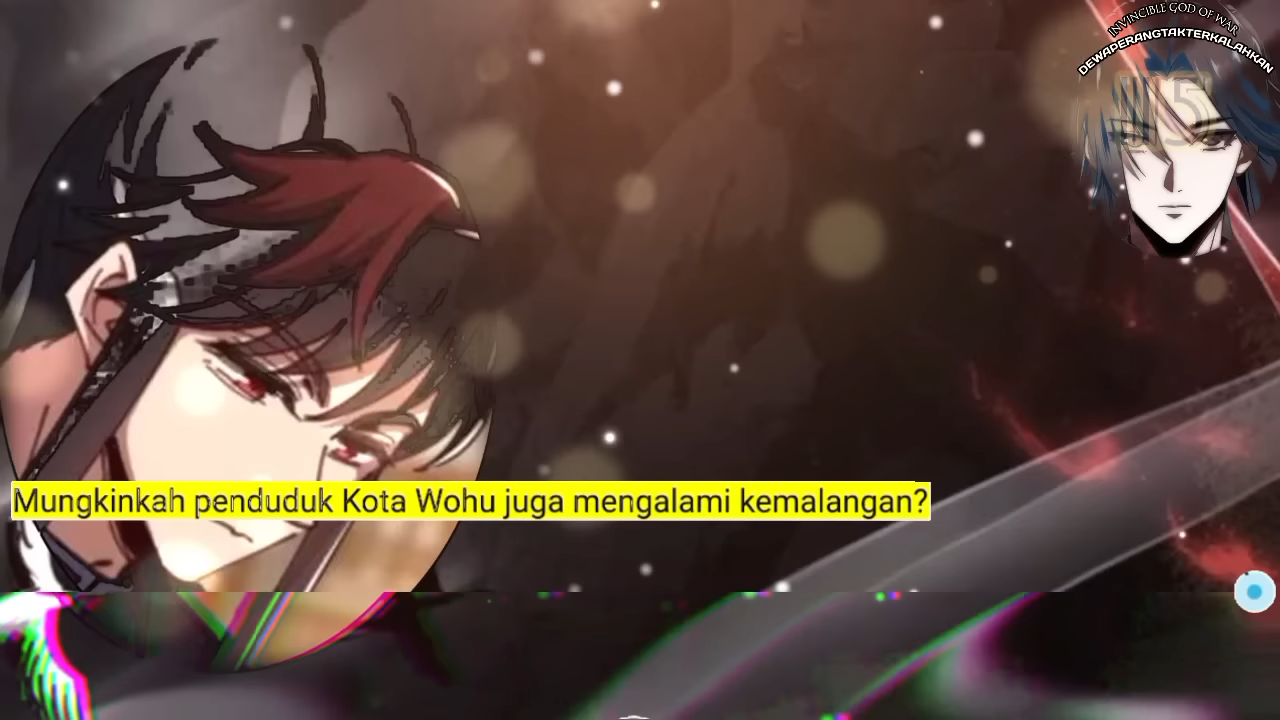 INVINCIBLE GOD OF WAR
DEWAPERANGTAKTERKALAHKAN
Mungkinkah penduduk Kota Wohu juga mengalami kemalangan?